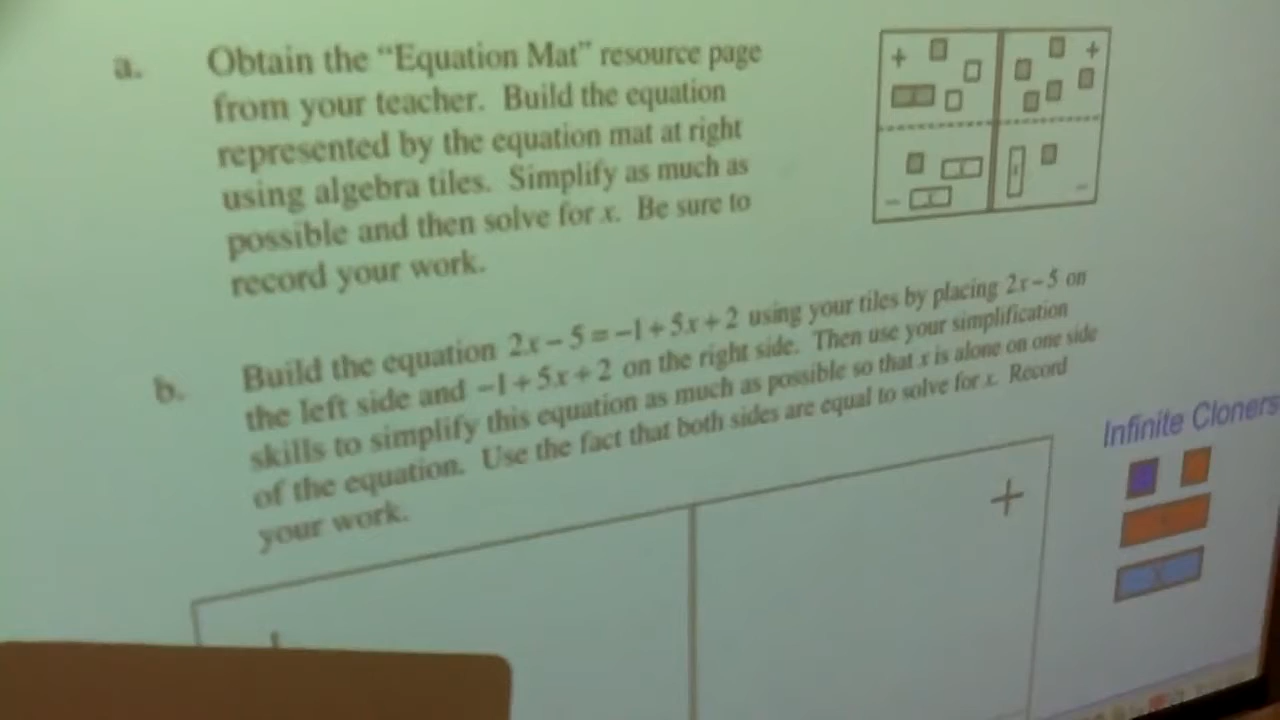 a. Obtain the “Equation Mat” resource page
from your teacher. Build the equation
represented by the equation mat at right
using algebra tiles. Simplify as much as
possible and then solve for x. Be sure to
record your work.
+ +
− −
b. Build the equation 2x − 5 = −1 + 5x + 2 using your tiles by placing 2x − 5 on
the left side and −1 + 5x + 2 on the right side. Then use your simplification
skills to simplify this equation as much as possible so that x is alone on one side
of the equation. Use the fact that both sides are equal to solve for x. Record
your work.
Infinite Cloners
+